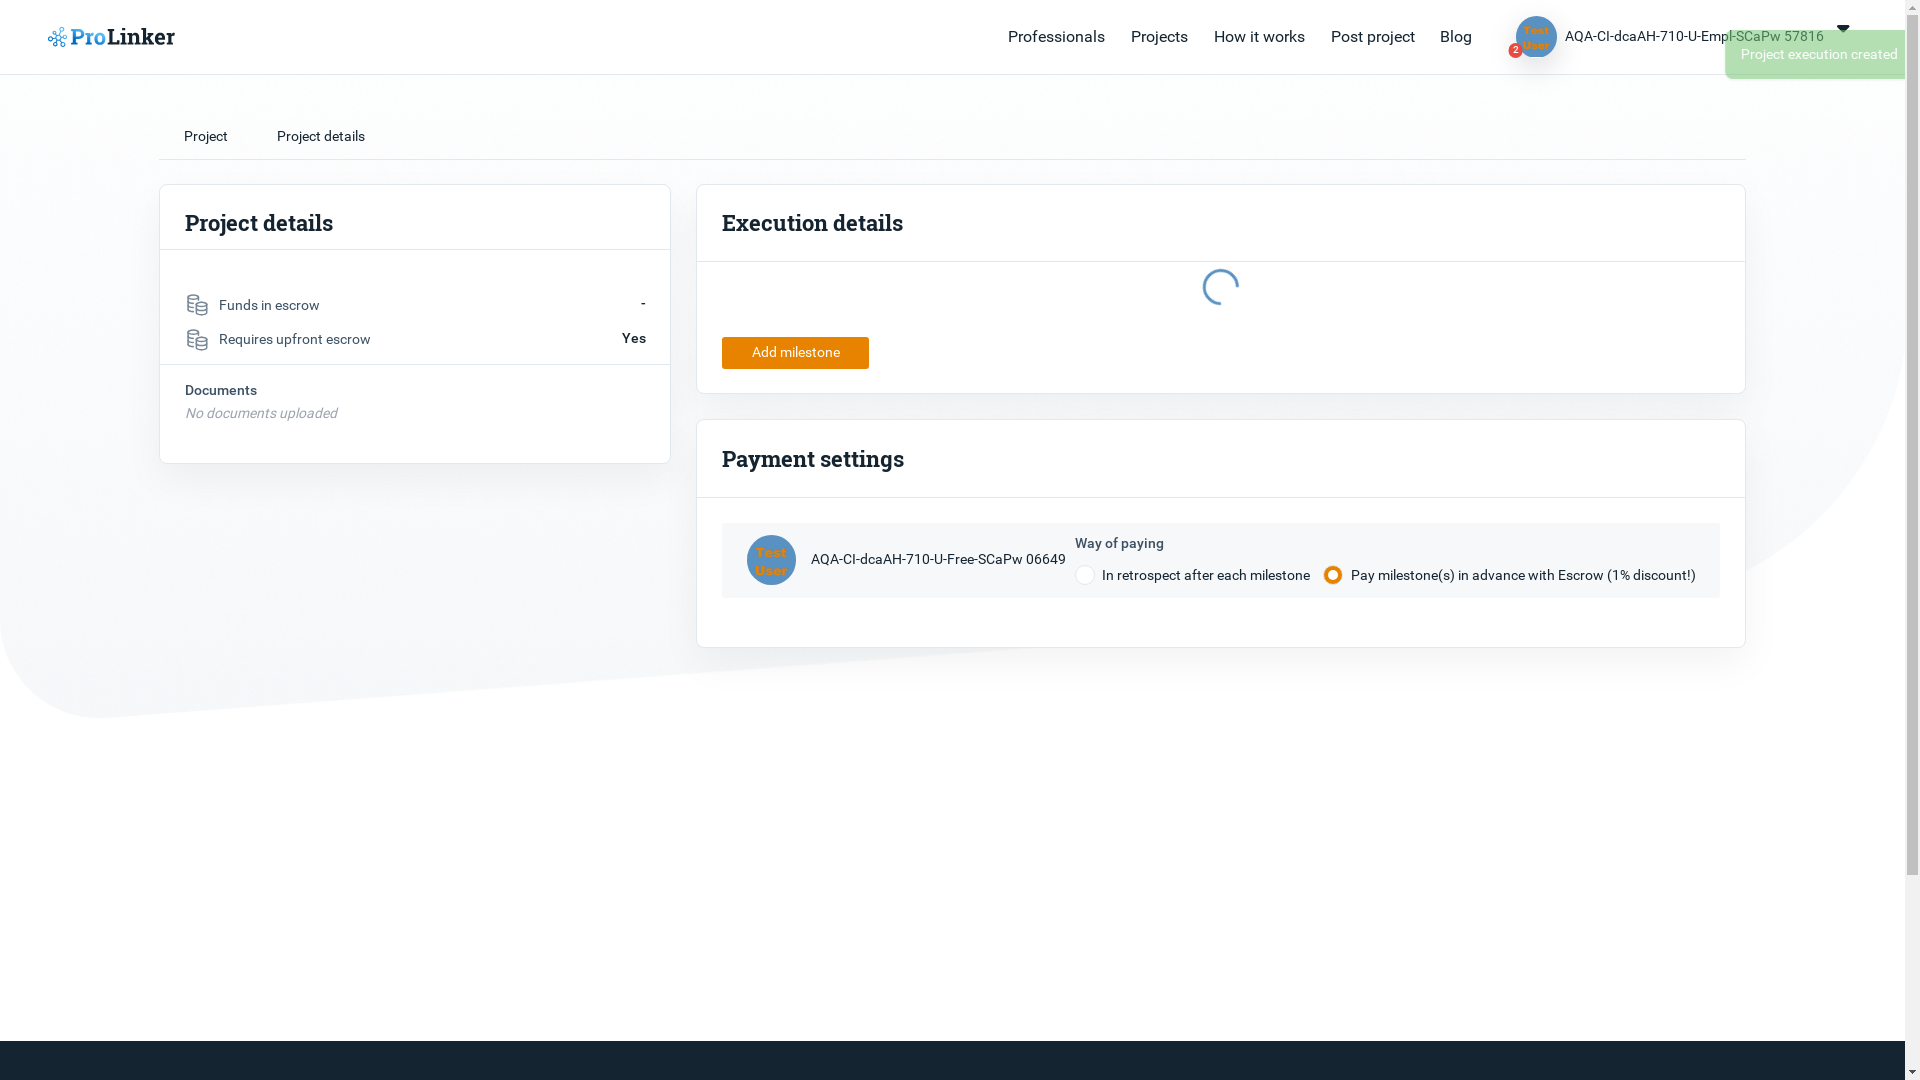 ProLinker
Professionals
Projects
How it works
Post project
Blog
Test
User
2
AQA-CI-dcaAH-710-U-Empl-SCaPw 57816
Project execution created
Project
Project details
Project details
Funds in escrow
-
Requires upfront escrow
Yes
Documents
No documents uploaded
Execution details
Add milestone
Payment settings
Test
User
AQA-CI-dcaAH-710-U-Free-SCaPw 06649
Way of paying
In retrospect after each milestone
Pay milestone(s) in advance with Escrow (1% discount!)